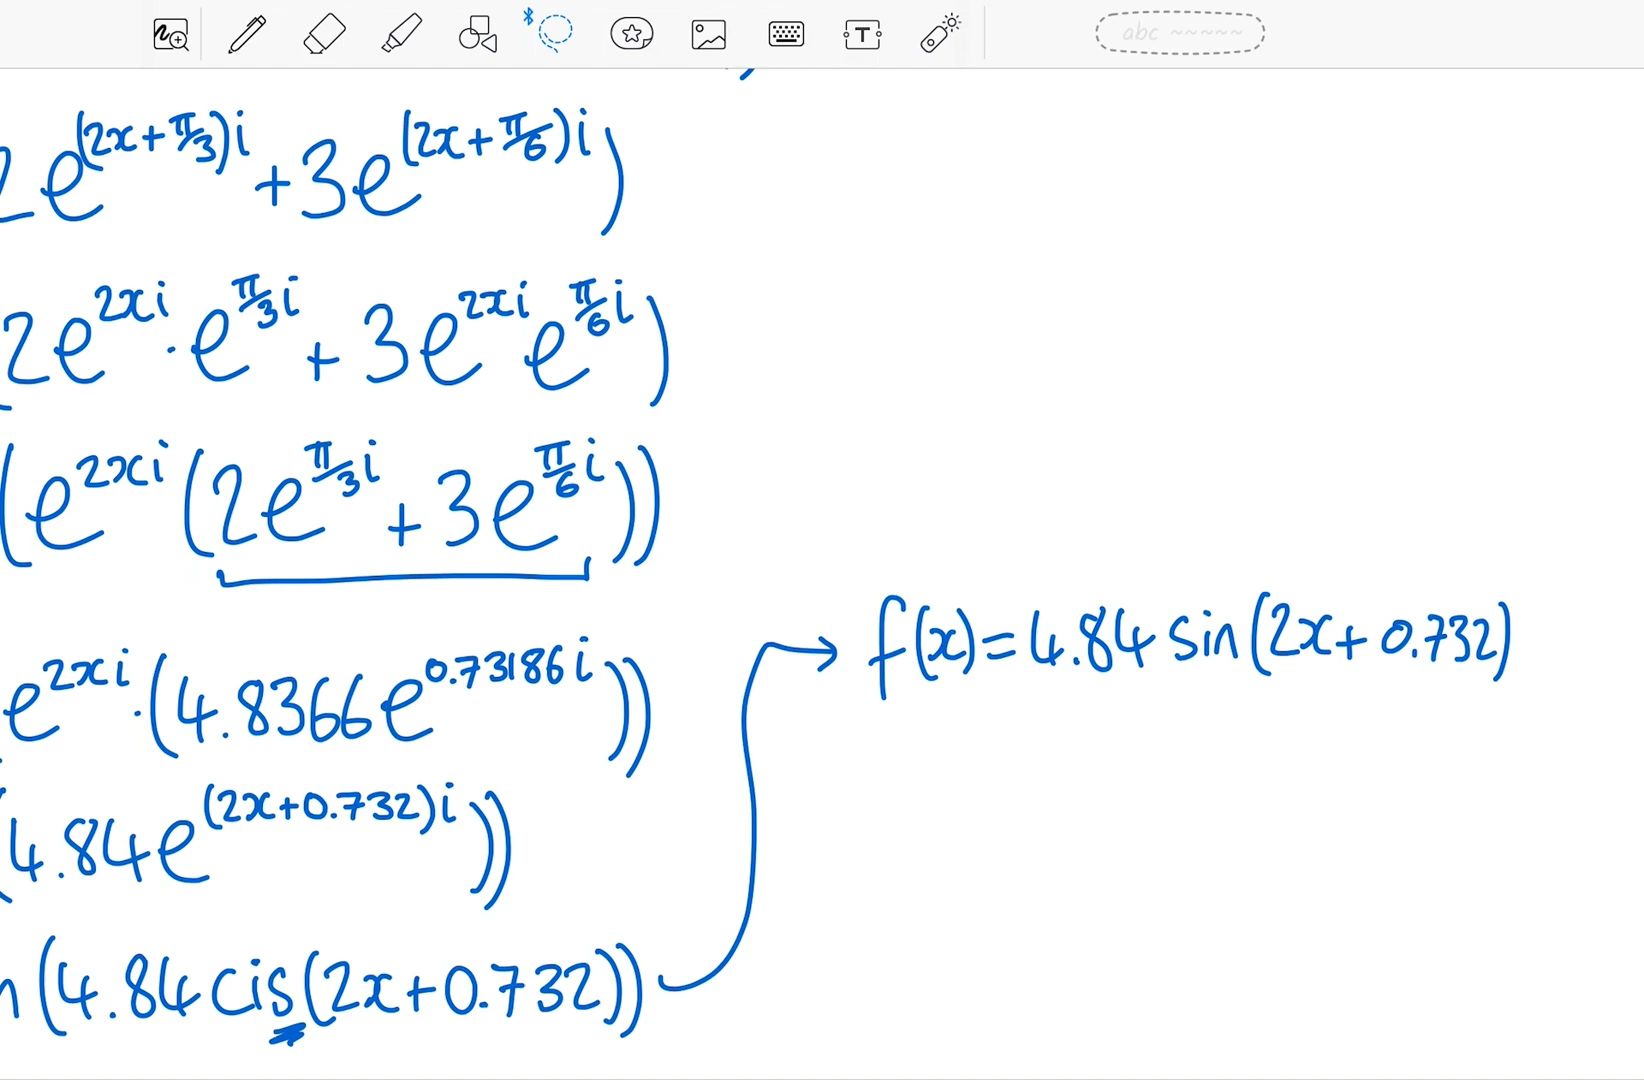 abc ~~~~~
2e^{(2x+π/3)i} + 3e^{(2x+π/6)i})
2e^{2xi} · e^{π/3 i} + 3e^{2xi} e^{π/6 i})
(e^{2xi} (2e^{π/3 i} + 3e^{π/6 i}))
e^{2xi} · (4.8366e^{0.73186i}))
(4.84e^{(2x+0.732)i}))
n(4.84cis(2x+0.732))
→ f(x)=4.84 sin(2x+0.732)